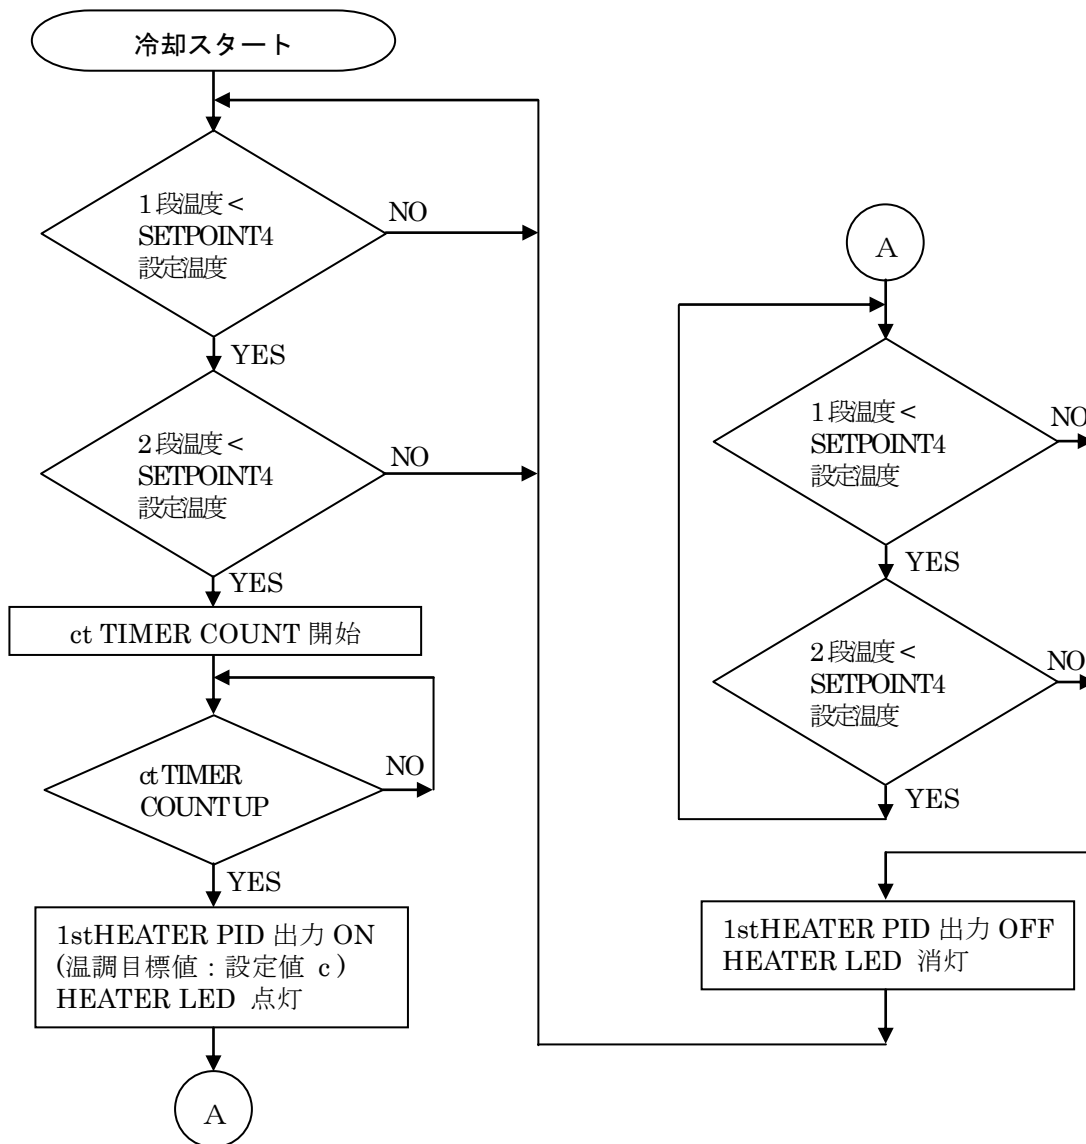 冷却スタート
1段温度<
SETPOINT4
設定温度
NO
YES
2段温度<
SETPOINT4
設定温度
NO
YES
ct TIMER COUNT 開始
ct TIMER
COUNT UP
NO
YES
1stHEATER PID 出力 ON
(温調目標値:設定値 c)
HEATER LED 点灯
A
A
1段温度<
SETPOINT4
設定温度
NO
YES
2段温度<
SETPOINT4
設定温度
NO
YES
1stHEATER PID 出力 OFF
HEATER LED 消灯